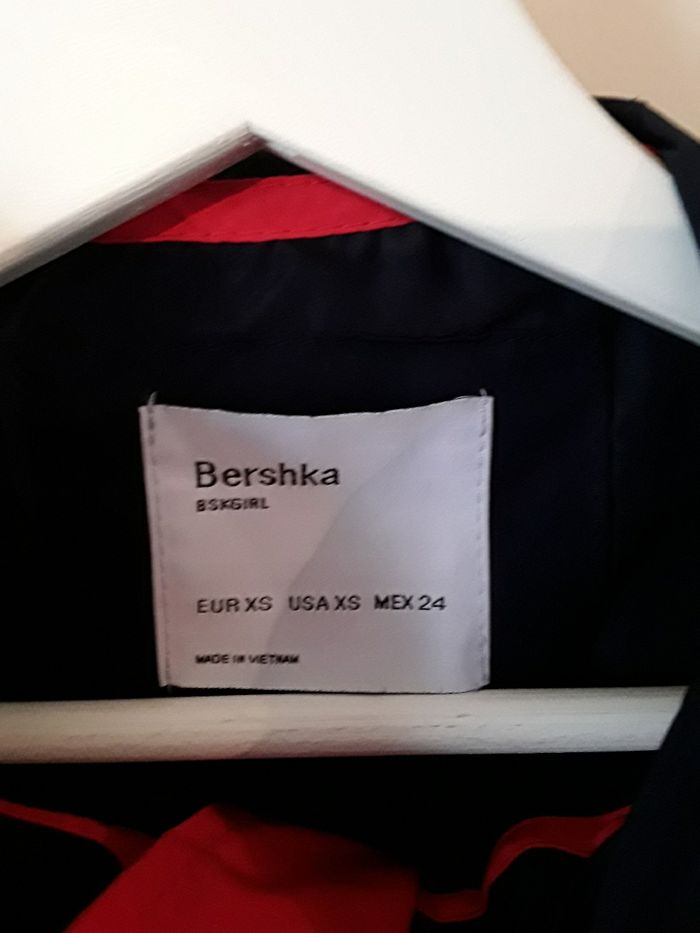 Bershka
BSKGIRL
EUR XS USA XS MEX 24
MADE IN VIETNAM